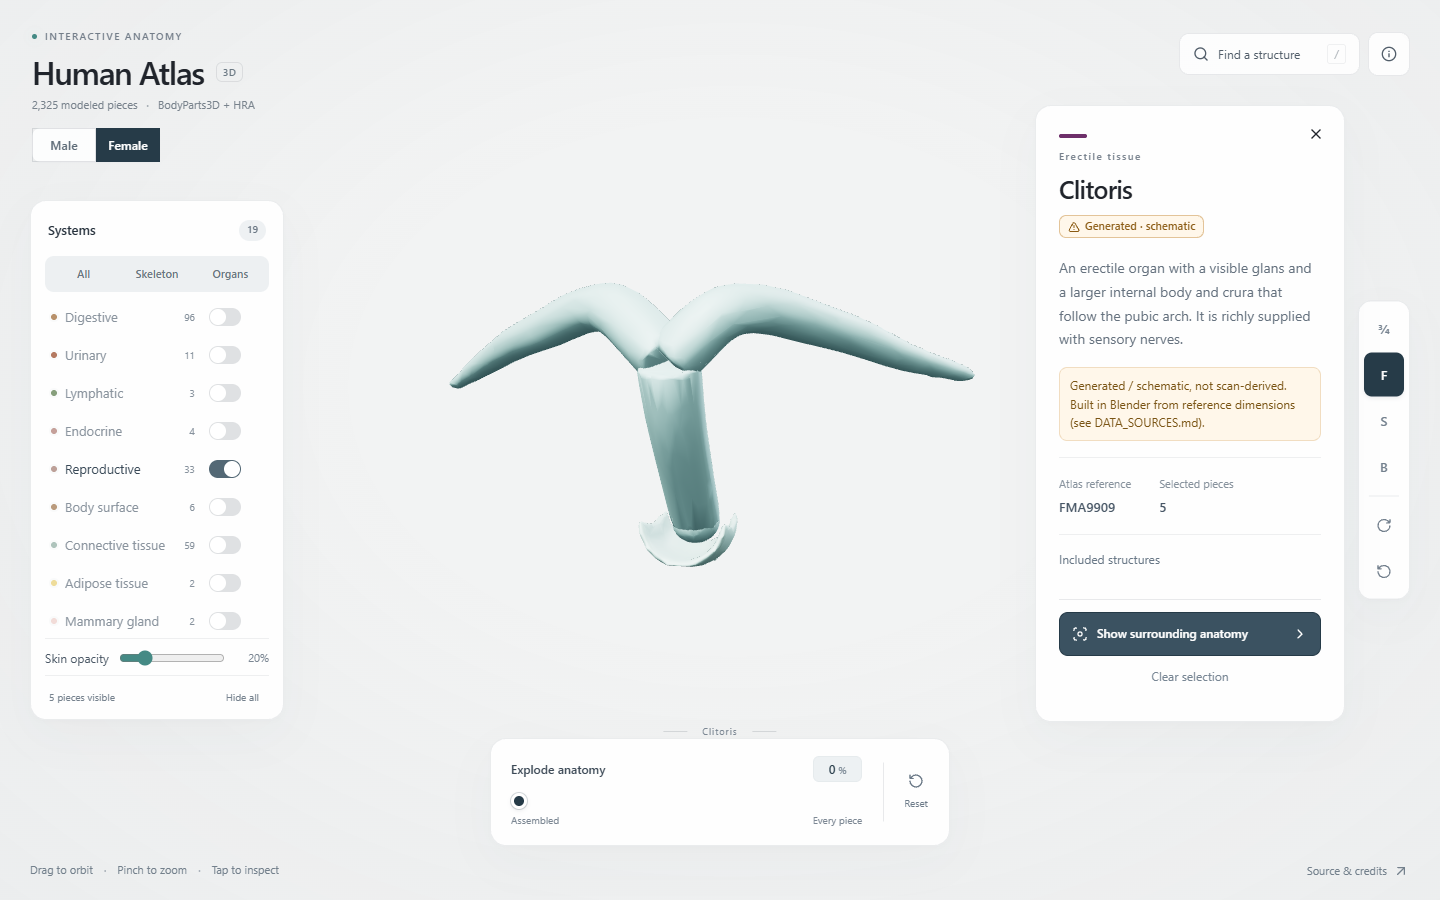 INTERACTIVE ANATOMY
Human Atlas 3D
2,325 modeled pieces · BodyParts3D + HRA
Male Female
Systems 19
All Skeleton Organs
Digestive 96
Urinary 11
Lymphatic 3
Endocrine 4
Reproductive 33
Body surface 6
Connective tissue 59
Adipose tissue 2
Mammary gland 2
Skin opacity 20%
5 pieces visible Hide all
Find a structure /
Erectile tissue
Clitoris
Generated · schematic
An erectile organ with a visible glans and
a larger internal body and crura that
follow the pubic arch. It is richly supplied
with sensory nerves.
Generated / schematic, not scan-derived.
Built in Blender from reference dimensions
(see DATA_SOURCES.md).
Atlas reference Selected pieces
FMA9909 5
Included structures
Show surrounding anatomy
Clear selection
¾
F
S
B
Clitoris
Explode anatomy 0 %
Assembled Every piece
Reset
Drag to orbit · Pinch to zoom · Tap to inspect
Source & credits